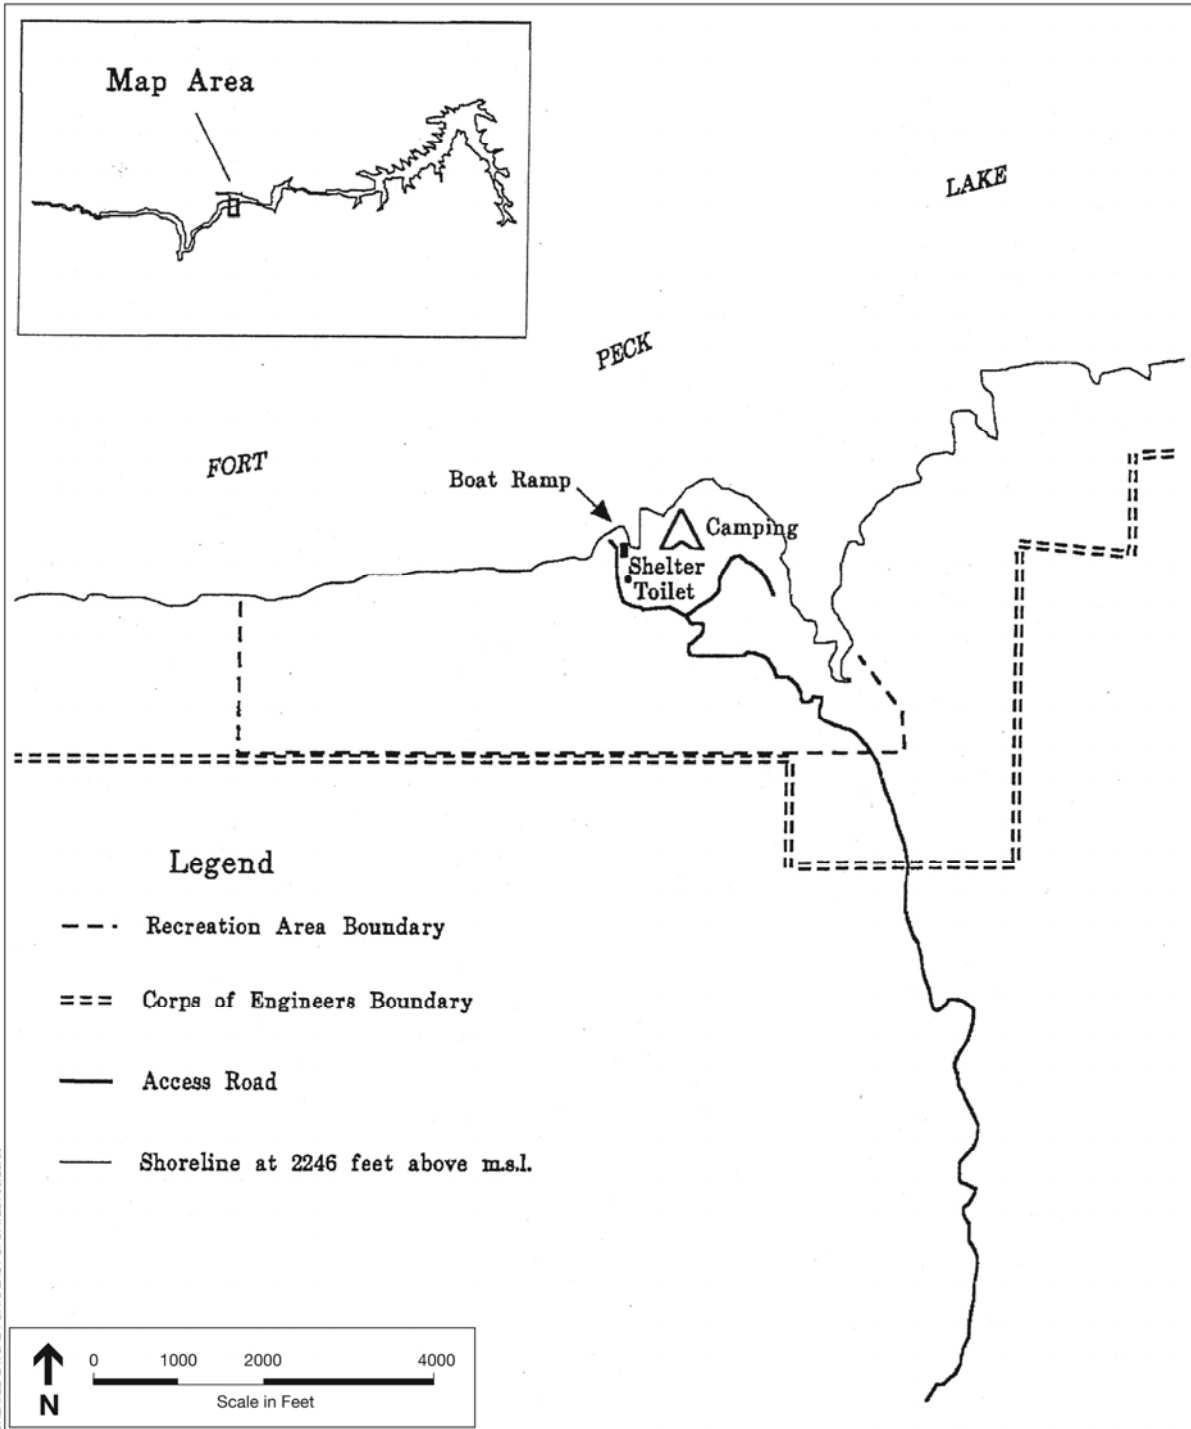 Map Area
LAKE
PECK
FORT
Boat Ramp
Camping
Shelter
Toilet
Legend
Recreation Area Boundary
Corps of Engineers Boundary
Access Road
Shoreline at 2246 feet above m.s.l.
0 1000 2000 4000
Scale in Feet
N